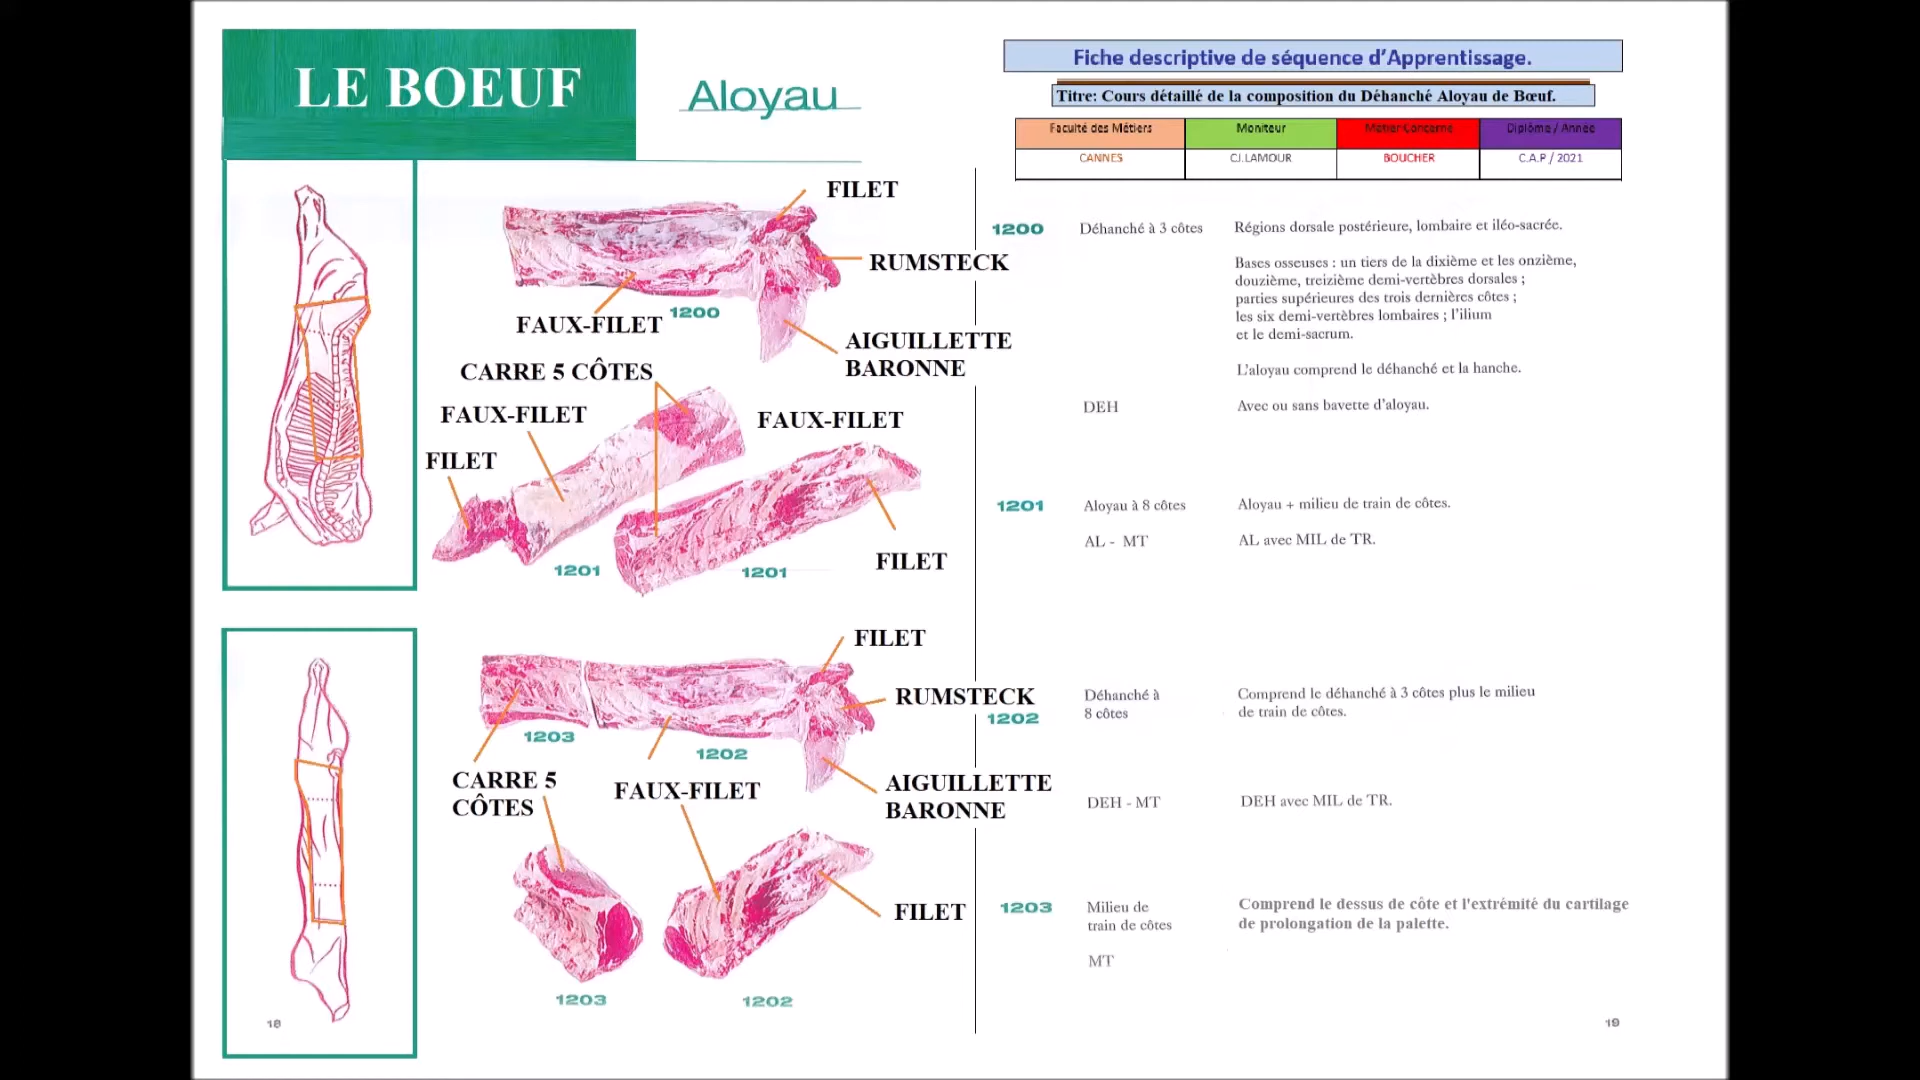 LE BOEUF
Aloyau
Fiche descriptive de séquence d'Apprentissage.
Titre: Cours détaillé de la composition du Déhanché Aloyau de Bœuf.
Faculté des Métiers
Moniteur
Métier Concerné
Diplôme / Année
CANNES
CJ.LAMOUR
BOUCHER
C.A.P / 2021
FILET
RUMSTECK
FAUX-FILET
1200
AIGUILLETTE
BARONNE
CARRE 5 CÔTES
FAUX-FILET
FAUX-FILET
FILET
FILET
1201
1201
FILET
RUMSTECK
1203
1202
CARRE 5
CÔTES
FAUX-FILET
AIGUILLETTE
BARONNE
FILET
1203
1202
18
1200
Déhanché à 3 côtes
Régions dorsale postérieure, lombaire et iléo-sacrée.
Bases osseuses : un tiers de la dixième et les onzième,
douzième, treizième demi-vertèbres dorsales ;
parties supérieures des trois dernières côtes ;
les six demi-vertèbres lombaires ; l'ilium
et le demi-sacrum.
L'aloyau comprend le déhanché et la hanche.
DEH
Avec ou sans bavette d'aloyau.
1201
Aloyau à 8 côtes
Aloyau + milieu de train de côtes.
AL - MT
AL avec MIL de TR.
1202
Déhanché à
8 côtes
Comprend le déhanché à 3 côtes plus le milieu
de train de côtes.
DEH - MT
DEH avec MIL de TR.
1203
Milieu de
train de côtes
Comprend le dessus de côte et l'extrémité du cartilage
de prolongation de la palette.
MT
19